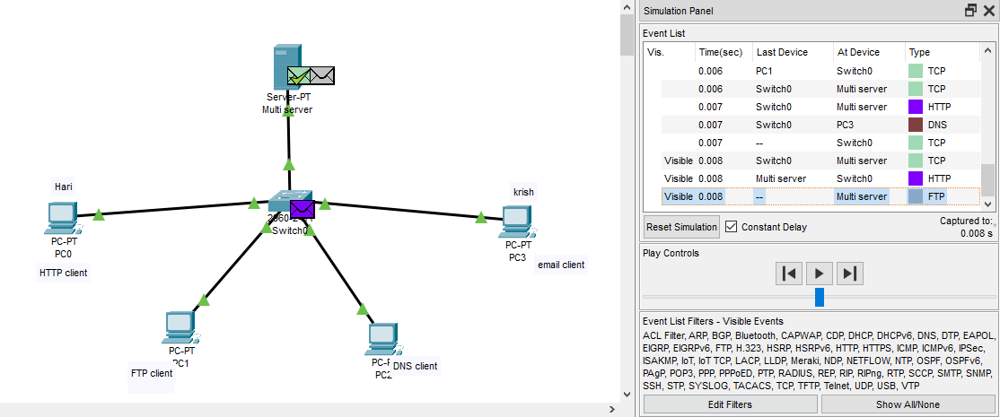 Server-PT
Multi server
Hari
PC-PT
PC0
HTTP client
Switch0
krish
PC-PT
PC3
email client
PC-PT
PC1
FTP client
DNS client
Simulation Panel
Event List
Vis. Time(sec) Last Device At Device Type
0.006 PC1 Switch0 TCP
0.006 Switch0 Multi server TCP
0.007 Switch0 Multi server HTTP
0.007 Switch0 PC3 DNS
0.007 -- Switch0 TCP
Visible 0.008 Switch0 Multi server TCP
Visible 0.008 Multi server Switch0 HTTP
Visible 0.008 -- Multi server FTP
Reset Simulation Constant Delay Captured to:
0.008 s
Play Controls
Event List Filters - Visible Events
ACL Filter, ARP, BGP, Bluetooth, CAPWAP, CDP, DHCP, DHCPv6, DNS, DTP, EAPOL,
EIGRP, EIGRPv6, FTP, H.323, HSRP, HSRPv6, HTTP, HTTPS, ICMP, ICMPv6, IPSec,
ISAKMP, IoT, IoT TCP, LACP, LLDP, Meraki, NDP, NETFLOW, NTP, OSPF, OSPFv6,
PAgP, POP3, PPP, PPPoED, PTP, RADIUS, REP, RIP, RIPng, RTP, SCCP, SMTP, SNMP,
SSH, STP, SYSLOG, TACACS, TCP, TFTP, Telnet, UDP, USB, VTP
Edit Filters Show All/None